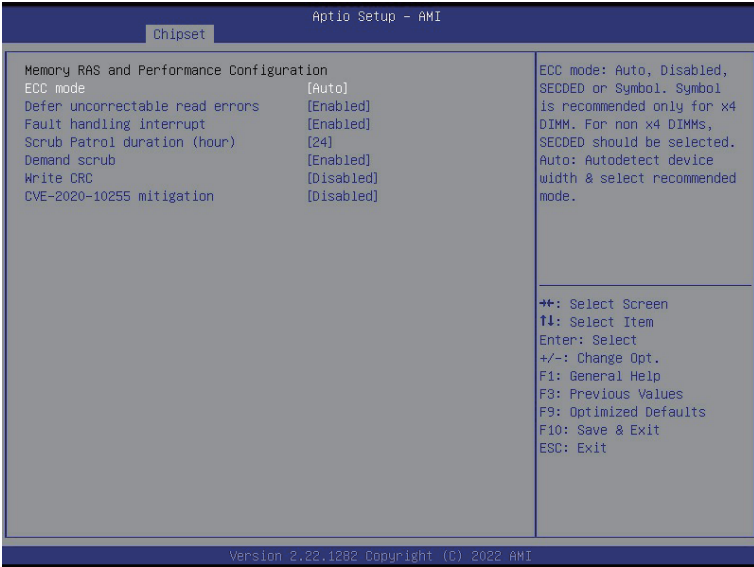 Aptio Setup – AMI
Chipset
Memory RAS and Performance Configuration
ECC mode [Auto]
Defer uncorrectable read errors [Enabled]
Fault handling interrupt [Enabled]
Scrub Patrol duration (hour) [24]
Demand scrub [Enabled]
Write CRC [Disabled]
CVE-2020-10255 mitigation [Disabled]
ECC mode: Auto, Disabled,
SECDED or Symbol. Symbol
is recommended only for x4
DIMM. For non x4 DIMMs,
SECDED should be selected.
Auto: Autodetect device
width & select recommended
mode.
→←: Select Screen
↑↓: Select Item
Enter: Select
+/-: Change Opt.
F1: General Help
F3: Previous Values
F9: Optimized Defaults
F10: Save & Exit
ESC: Exit
Version 2.22.1282 Copyright (C) 2022 AMI